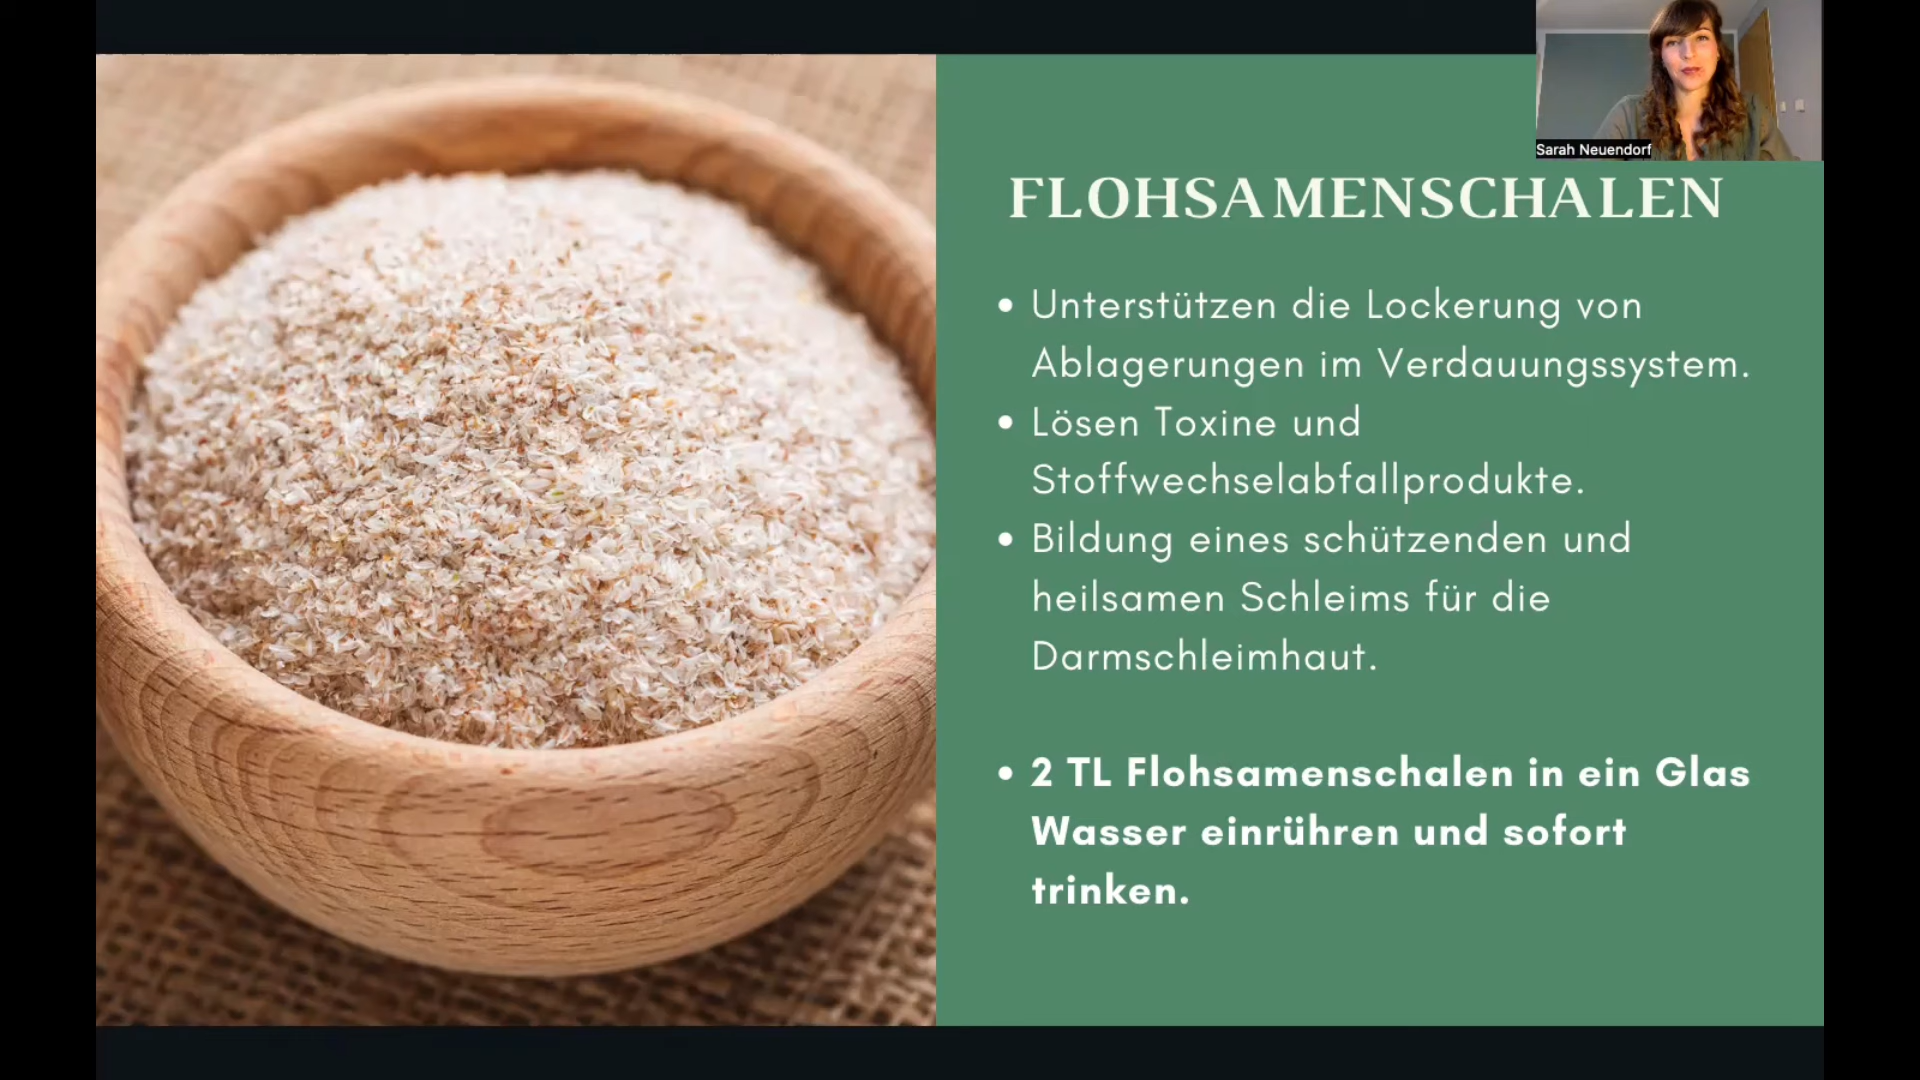 Sarah Neuendorf
FLOHSAMENSCHALEN
• Unterstützen die Lockerung von
Ablagerungen im Verdauungssystem.
• Lösen Toxine und
Stoffwechselabfallprodukte.
• Bildung eines schützenden und
heilsamen Schleims für die
Darmschleimhaut.
• 2 TL Flohsamenschalen in ein Glas
Wasser einrühren und sofort
trinken.